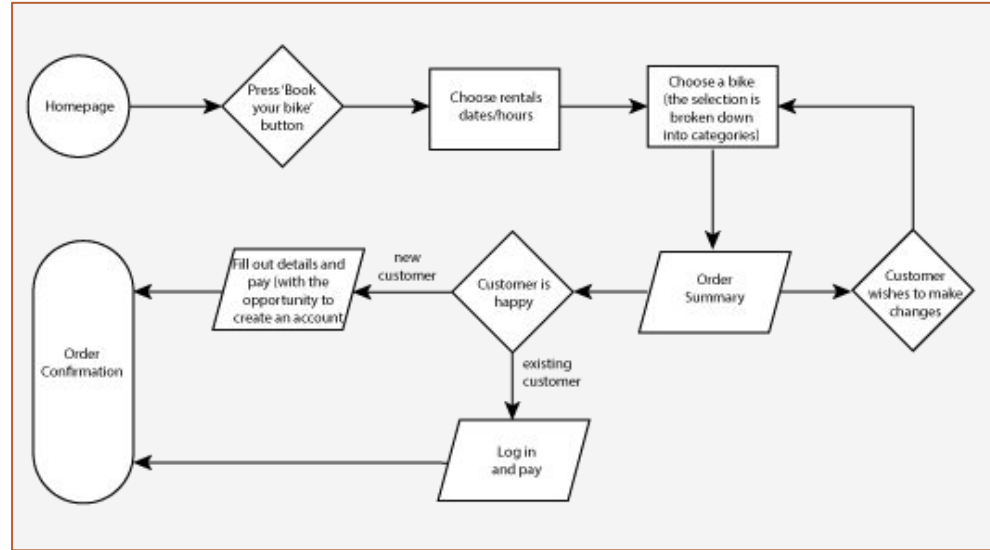 Homepage
Press 'Book
your bike'
button
Choose rentals
dates/hours
Choose a bike
(the selection is
broken down
into categories)
Customer
wishes to make
changes
Order
Summary
Customer is
happy
new
customer
Fill out details and
pay (with the
opportunity to
create an account
existing
customer
Log in
and pay
Order
Confirmation